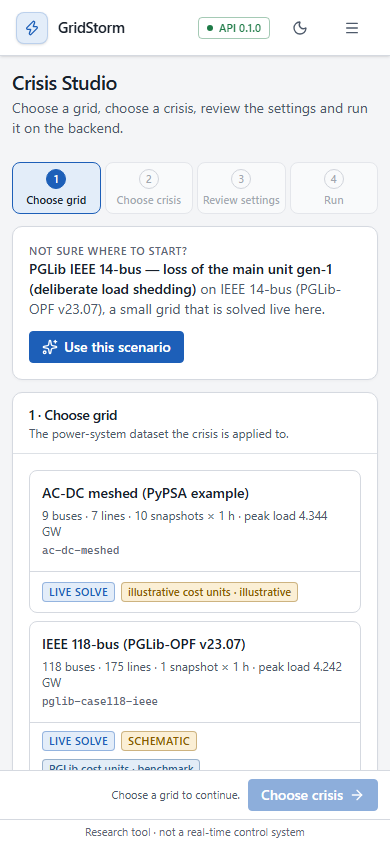 GridStorm
API 0.1.0
Crisis Studio
Choose a grid, choose a crisis, review the settings and run
it on the backend.
1
Choose grid
2
Choose crisis
3
Review settings
4
Run
NOT SURE WHERE TO START?
PGLib IEEE 14-bus — loss of the main unit gen-1
(deliberate load shedding) on IEEE 14-bus (PGLib-
OPF v23.07), a small grid that is solved live here.
Use this scenario
1 · Choose grid
The power-system dataset the crisis is applied to.
AC-DC meshed (PyPSA example)
9 buses · 7 lines · 10 snapshots × 1 h · peak load 4.344
GW
ac-dc-meshed
LIVE SOLVE
illustrative cost units · illustrative
IEEE 118-bus (PGLib-OPF v23.07)
118 buses · 175 lines · 1 snapshot × 1 h · peak load 4.242
GW
pglib-case118-ieee
LIVE SOLVE
SCHEMATIC
PGLib cost units · benchmark
Choose a grid to continue.
Choose crisis →
Research tool · not a real-time control system